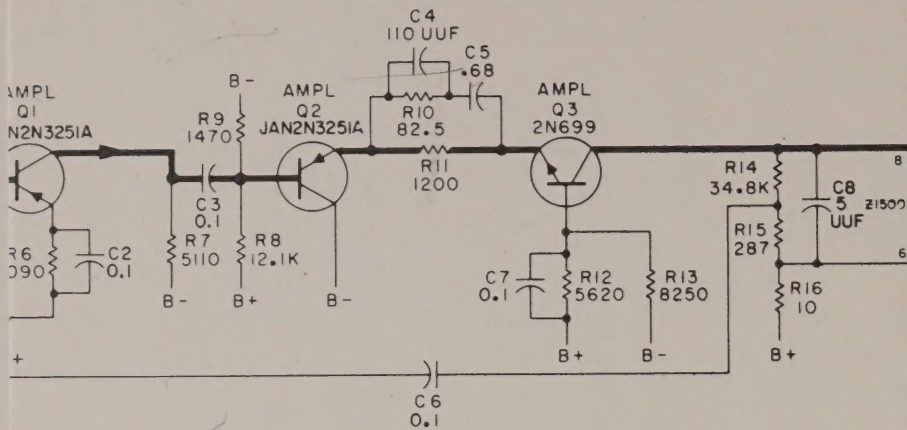 C4
110 UUF
C5
.68
B-
AMPL
Q1
N2N3251A
R9
1470
AMPL
Q2
JAN2N3251A
R10
82.5
AMPL
Q3
2N699
R11
1200
8
R14
34.8K
C8
5
UUF
Z1500
C3
0.1
R6
090
C2
0.1
R7
5110
R8
12.1K
R15
287
6
C7
0.1
R12
5620
R13
8250
R16
10
B-
B+
B-
B+
B-
B+
+
C6
0.1